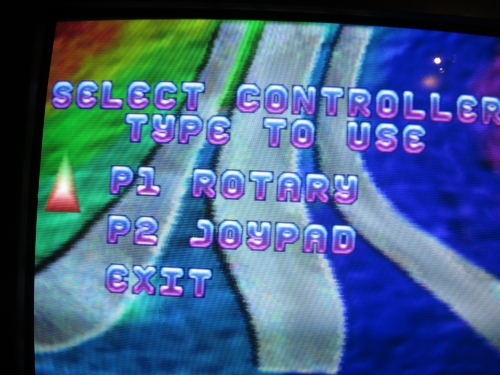 SELECT CONTROLLER
TYPE TO USE
P1 ROTARY
P2 JOYPAD
EXIT